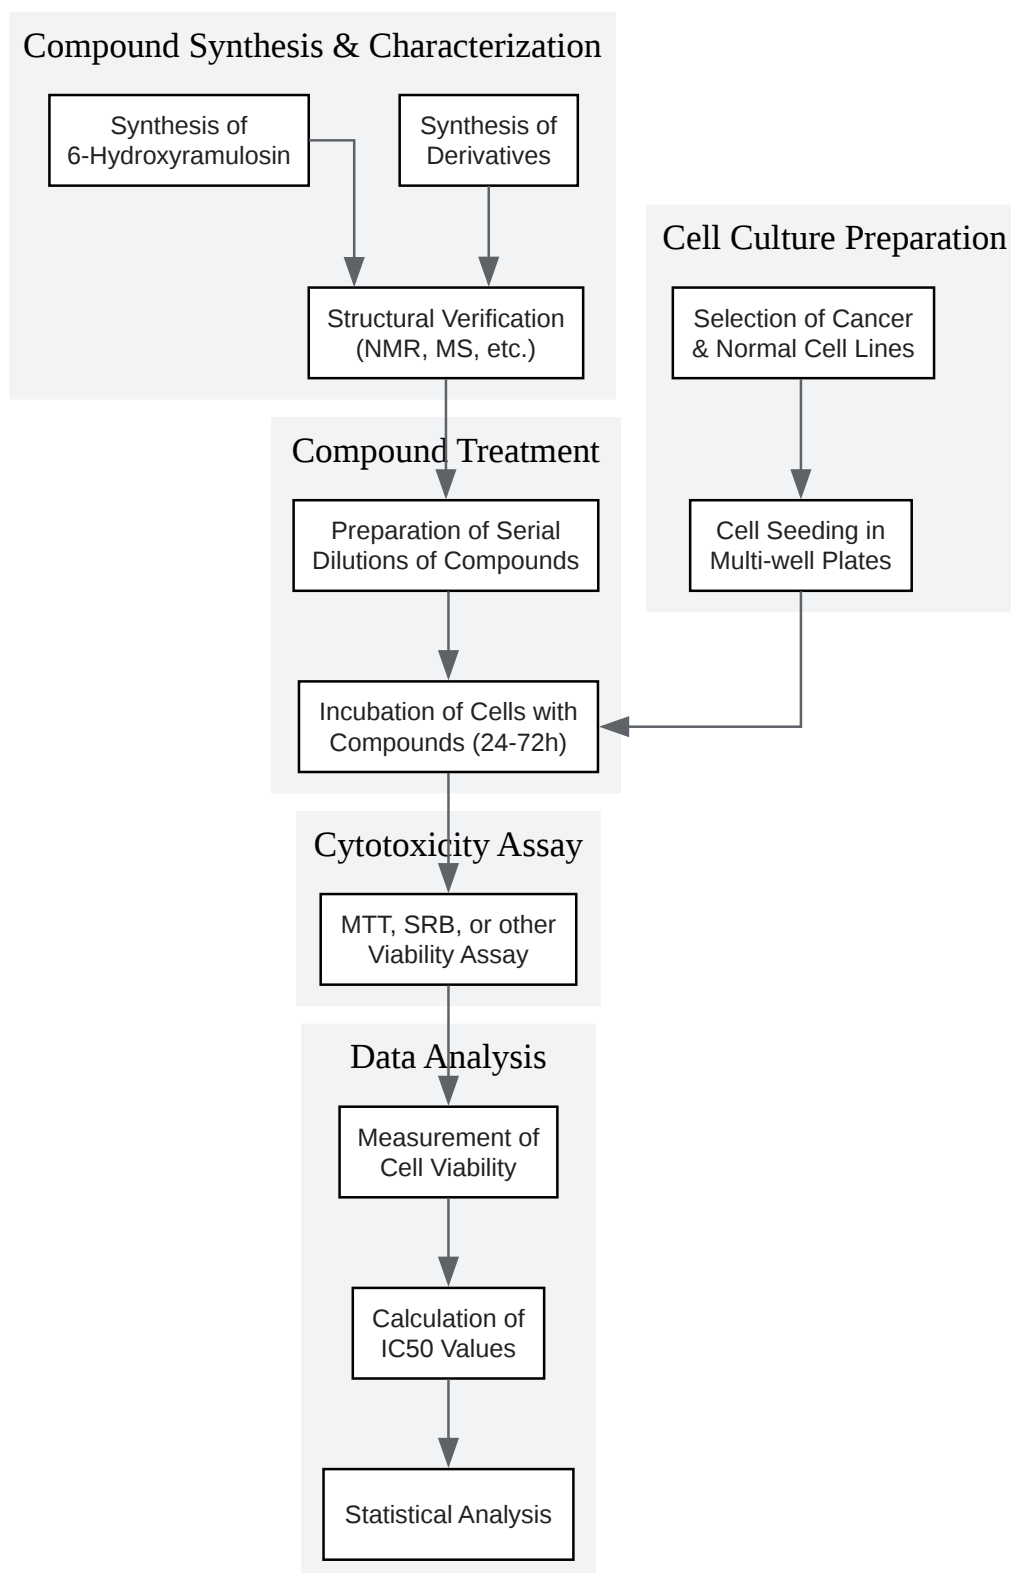 Compound Synthesis & Characterization
Synthesis of
6-Hydroxyramulosin
Synthesis of
Derivatives
Structural Verification
(NMR, MS, etc.)
Cell Culture Preparation
Selection of Cancer
& Normal Cell Lines
Cell Seeding in
Multi-well Plates
Compound Treatment
Preparation of Serial
Dilutions of Compounds
Incubation of Cells with
Compounds (24-72h)
Cytotoxicity Assay
MTT, SRB, or other
Viability Assay
Data Analysis
Measurement of
Cell Viability
Calculation of
IC50 Values
Statistical Analysis